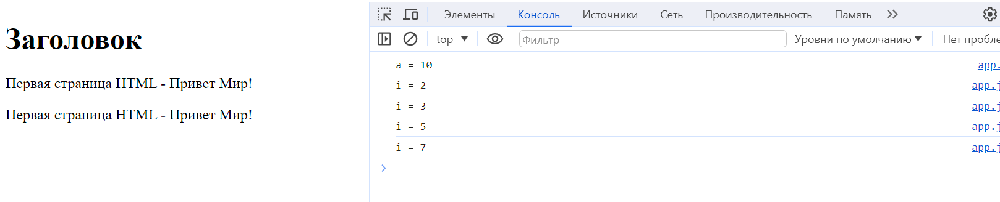 Заголовок
Первая страница HTML - Привет Мир!
Первая страница HTML - Привет Мир!
Элементы Консоль Источники Сеть Производительность Память
top Фильтр Уровни по умолчанию Нет пробле
a = 10 app.
i = 2 app.j
i = 3 app.j
i = 5 app.j
i = 7 app.j